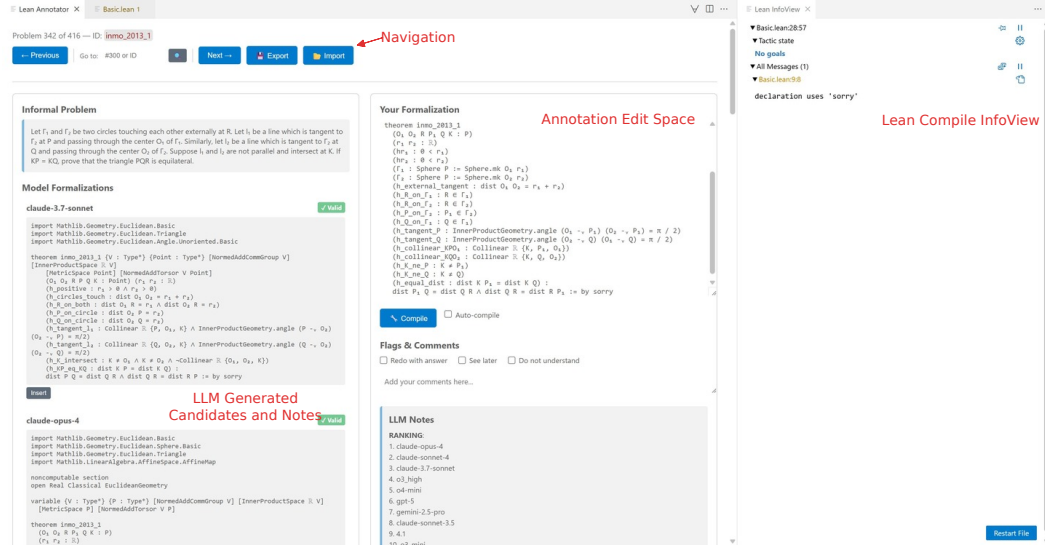 Lean Annotator ×
Basic.lean 1
Lean InfoView ×
Problem 342 of 416 — ID: inmo_2013_1
← Previous
Go to: #300 or ID
Next →
Export
Import
Navigation
Informal Problem
Let Γ₁ and Γ₂ be two circles touching each other externally at R. Let l₁ be a line which is tangent to
Γ₂ at P and passing through the center O₁ of Γ₁. Similarly, let l₂ be a line which is tangent to Γ₁ at
Q and passing through the center O₂ of Γ₂. Suppose l₁ and l₂ are not parallel and intersect at K. If
KP = KQ, prove that the triangle PQR is equilateral.
Model Formalizations
claude-3.7-sonnet
✓ Valid
import Mathlib.Geometry.Euclidean.Basic
import Mathlib.Geometry.Euclidean.Triangle
import Mathlib.Geometry.Euclidean.Angle.Unoriented.Basic
theorem inmo_2013_1 {V : Type*} {Point : Type*} [NormedAddCommGroup V]
[InnerProductSpace ℝ V]
[MetricSpace Point] [NormedAddTorsor V Point]
(O₁ O₂ R P Q K : Point) (r₁ r₂ : ℝ)
(h_positive : r₁ > 0 ∧ r₂ > 0)
(h_circles_touch : dist O₁ O₂ = r₁ + r₂)
(h_R_on_both : dist O₁ R = r₁ ∧ dist O₂ R = r₂)
(h_P_on_circle : dist O₂ P = r₂)
(h_Q_on_circle : dist O₁ Q = r₁)
(h_tangent_l₁ : Collinear ℝ {P, O₁, K} ∧ InnerProductGeometry.angle (P -ᵥ O₂)
(O₁ -ᵥ P) = π/2)
(h_tangent_l₂ : Collinear ℝ {Q, O₂, K} ∧ InnerProductGeometry.angle (Q -ᵥ O₁)
(O₂ -ᵥ Q) = π/2)
(h_K_intersect : K ≠ O₁ ∧ K ≠ O₂ ∧ ¬Collinear ℝ {O₁, O₂, K})
(h_KP_eq_KQ : dist K P = dist K Q) :
dist P Q = dist Q R ∧ dist Q R = dist R P := by sorry
Insert
LLM Generated
Candidates and Notes
claude-opus-4
✓ Valid
import Mathlib.Geometry.Euclidean.Basic
import Mathlib.Geometry.Euclidean.Sphere.Basic
import Mathlib.Geometry.Euclidean.Triangle
import Mathlib.LinearAlgebra.AffineSpace.AffineMap
noncomputable section
open Real Classical EuclideanGeometry
variable {V : Type*} {P : Type*} [NormedAddCommGroup V] [InnerProductSpace ℝ V]
[MetricSpace P] [NormedAddTorsor V P]
theorem inmo_2013_1
(O₁ O₂ R P₁ Q K : P)
(r₁ r₂ : ℝ)
Your Formalization
Annotation Edit Space
theorem inmo_2013_1
(O₁ O₂ R P₁ Q K : P)
(r₁ r₂ : ℝ)
(hr₁ : 0 < r₁)
(hr₂ : 0 < r₂)
(Γ₁ : Sphere P := Sphere.mk O₁ r₁)
(Γ₂ : Sphere P := Sphere.mk O₂ r₂)
(h_external_tangent : dist O₁ O₂ = r₁ + r₂)
(h_R_on_Γ₁ : R ∈ Γ₁)
(h_R_on_Γ₂ : R ∈ Γ₂)
(h_P_on_Γ₂ : P₁ ∈ Γ₂)
(h_Q_on_Γ₁ : Q ∈ Γ₁)
(h_tangent_P : InnerProductGeometry.angle (O₁ -ᵥ P₁) (O₂ -ᵥ P₁) = π / 2)
(h_tangent_Q : InnerProductGeometry.angle (O₂ -ᵥ Q) (O₁ -ᵥ Q) = π / 2)
(h_collinear_KPO₁ : Collinear ℝ {K, P₁, O₁})
(h_collinear_KQO₂ : Collinear ℝ {K, Q, O₂})
(h_K_ne_P : K ≠ P₁)
(h_K_ne_Q : K ≠ Q)
(h_equal_dist : dist K P₁ = dist K Q) :
dist P₁ Q = dist Q R ∧ dist Q R = dist R P₁ := by sorry
Compile
Auto-compile
Flags & Comments
Redo with answer
See later
Do not understand
Add your comments here...
LLM Notes
RANKING:
1. claude-opus-4
2. claude-sonnet-4
3. claude-3.7-sonnet
4. o3_high
5. o4-mini
6. gpt-5
7. gemini-2.5-pro
8. claude-sonnet-3.5
9. 4.1
10. o3-mini
▼ Basic.lean:28:57
▼ Tactic state
No goals
▼ All Messages (1)
▼ Basic.lean:9:8
declaration uses 'sorry'
Lean Compile InfoView
Restart File